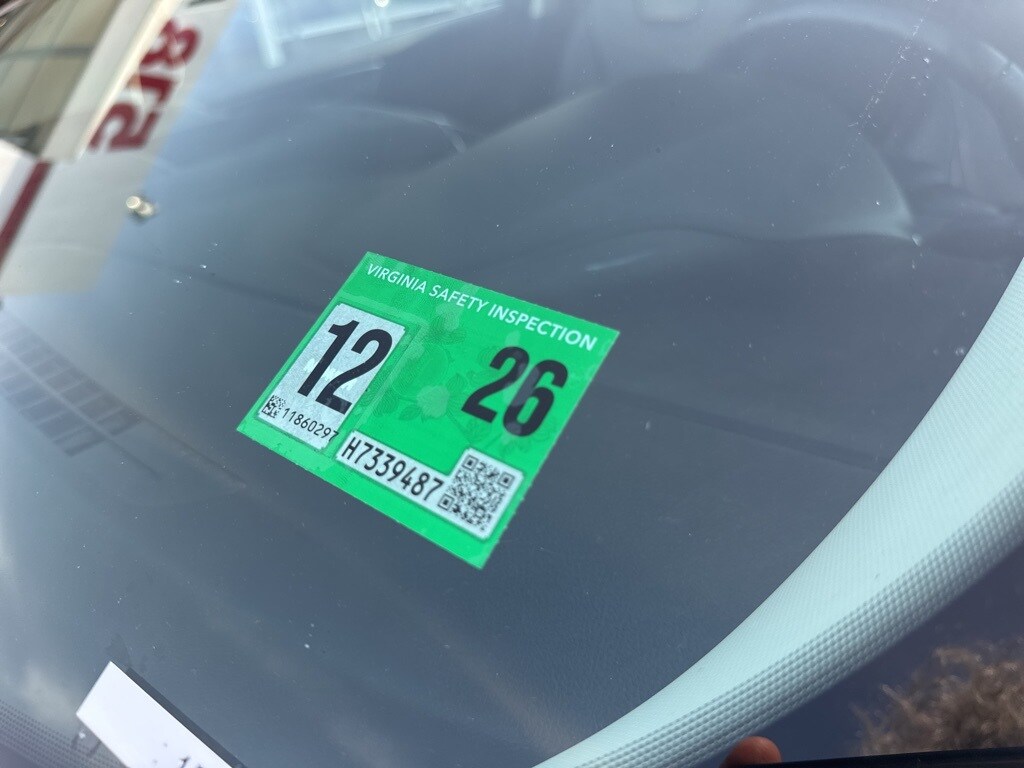 VIRGINIA SAFETY INSPECTION
12
26
11860297
H7339487